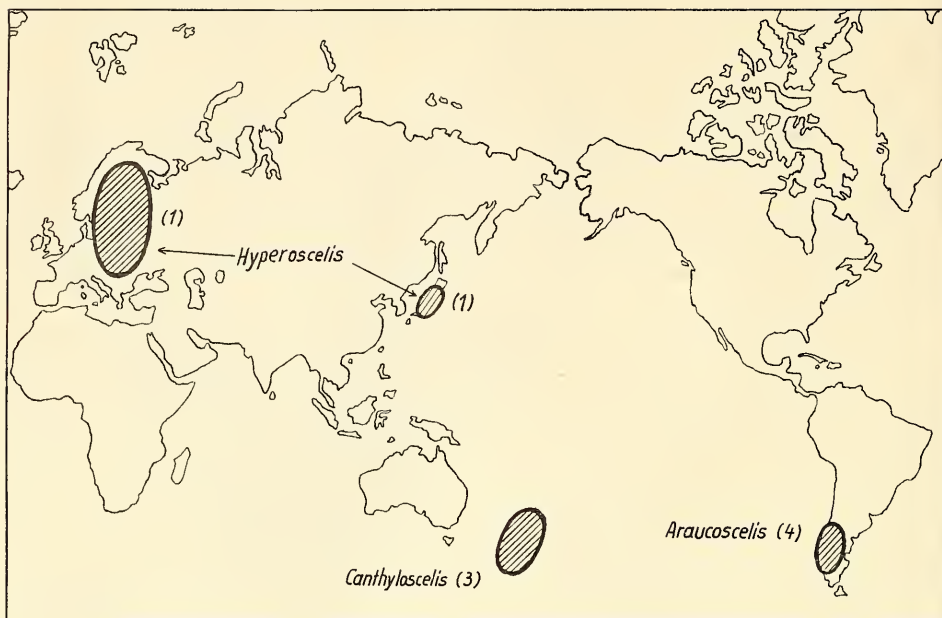 (1)
Hyperoscelis
(1)
Araucoscelis (4)
Canthyloscelis (3)